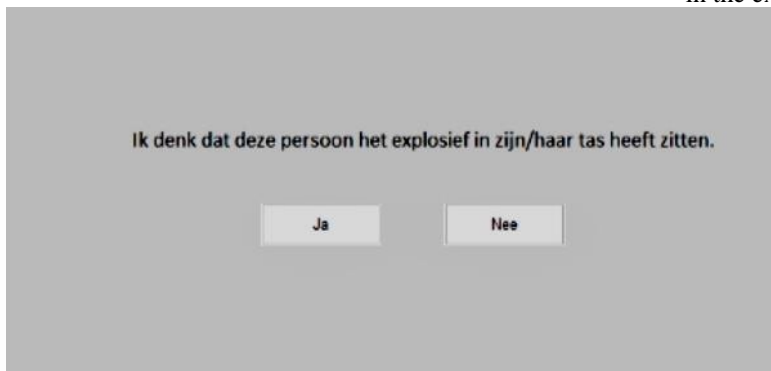 Ik denk dat deze persoon het explosief in zijn/haar tas heeft zitten.
Ja
Nee